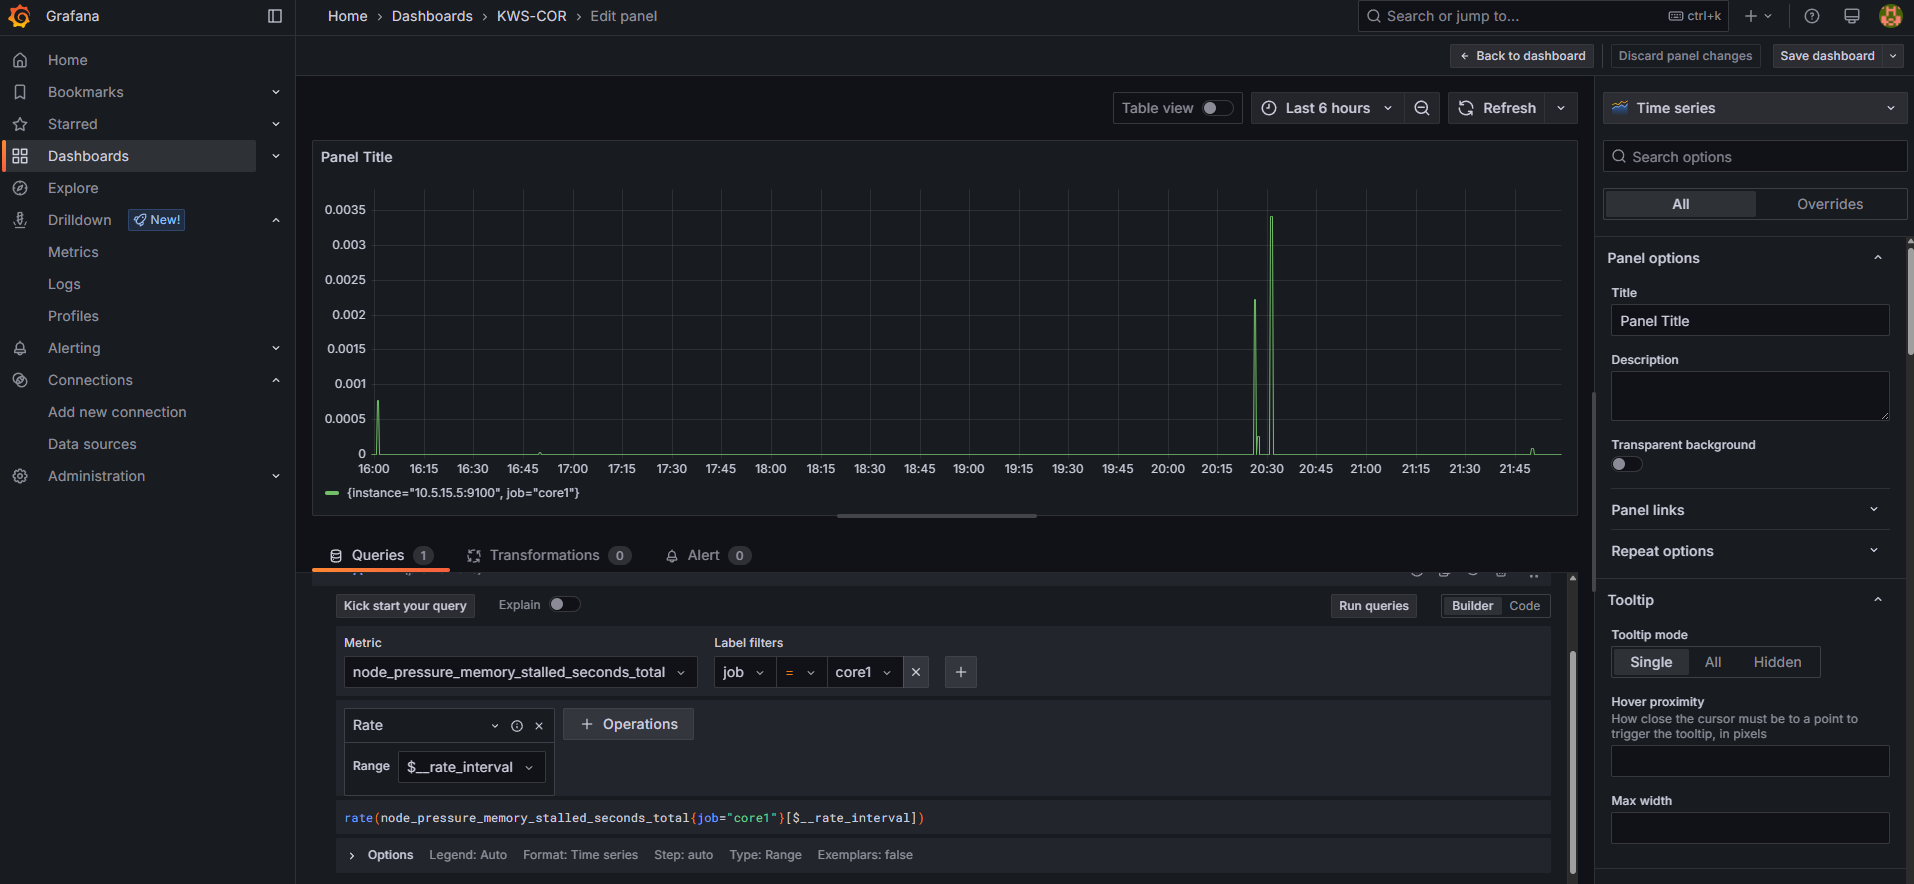 Grafana
Home › Dashboards › KWS-COR › Edit panel
Search or jump to...
ctrl+k
Home
Bookmarks
Starred
Dashboards
Explore
Drilldown
New!
Metrics
Logs
Profiles
Alerting
Connections
Add new connection
Data sources
Administration
Back to dashboard
Discard panel changes
Save dashboard
Table view
Last 6 hours
Refresh
Panel Title
0.0035
0.003
0.0025
0.002
0.0015
0.001
0.0005
0
16:00 16:15 16:30 16:45 17:00 17:15 17:30 17:45 18:00 18:15 18:30 18:45 19:00 19:15 19:30 19:45 20:00 20:15 20:30 20:45 21:00 21:15 21:30 21:45
{instance="10.5.15.5:9100", job="core1"}
Queries 1
Transformations 0
Alert 0
Kick start your query
Explain
Run queries
Builder
Code
Metric
Label filters
node_pressure_memory_stalled_seconds_total
job
=
core1
Rate
Operations
Range
$__rate_interval
rate(node_pressure_memory_stalled_seconds_total{job="core1"}[$__rate_interval])
Options Legend: Auto Format: Time series Step: auto Type: Range Exemplars: false
Time series
Search options
All
Overrides
Panel options
Title
Panel Title
Description
Transparent background
Panel links
Repeat options
Tooltip
Tooltip mode
Single
All
Hidden
Hover proximity
How close the cursor must be to a point to
trigger the tooltip, in pixels
Max width